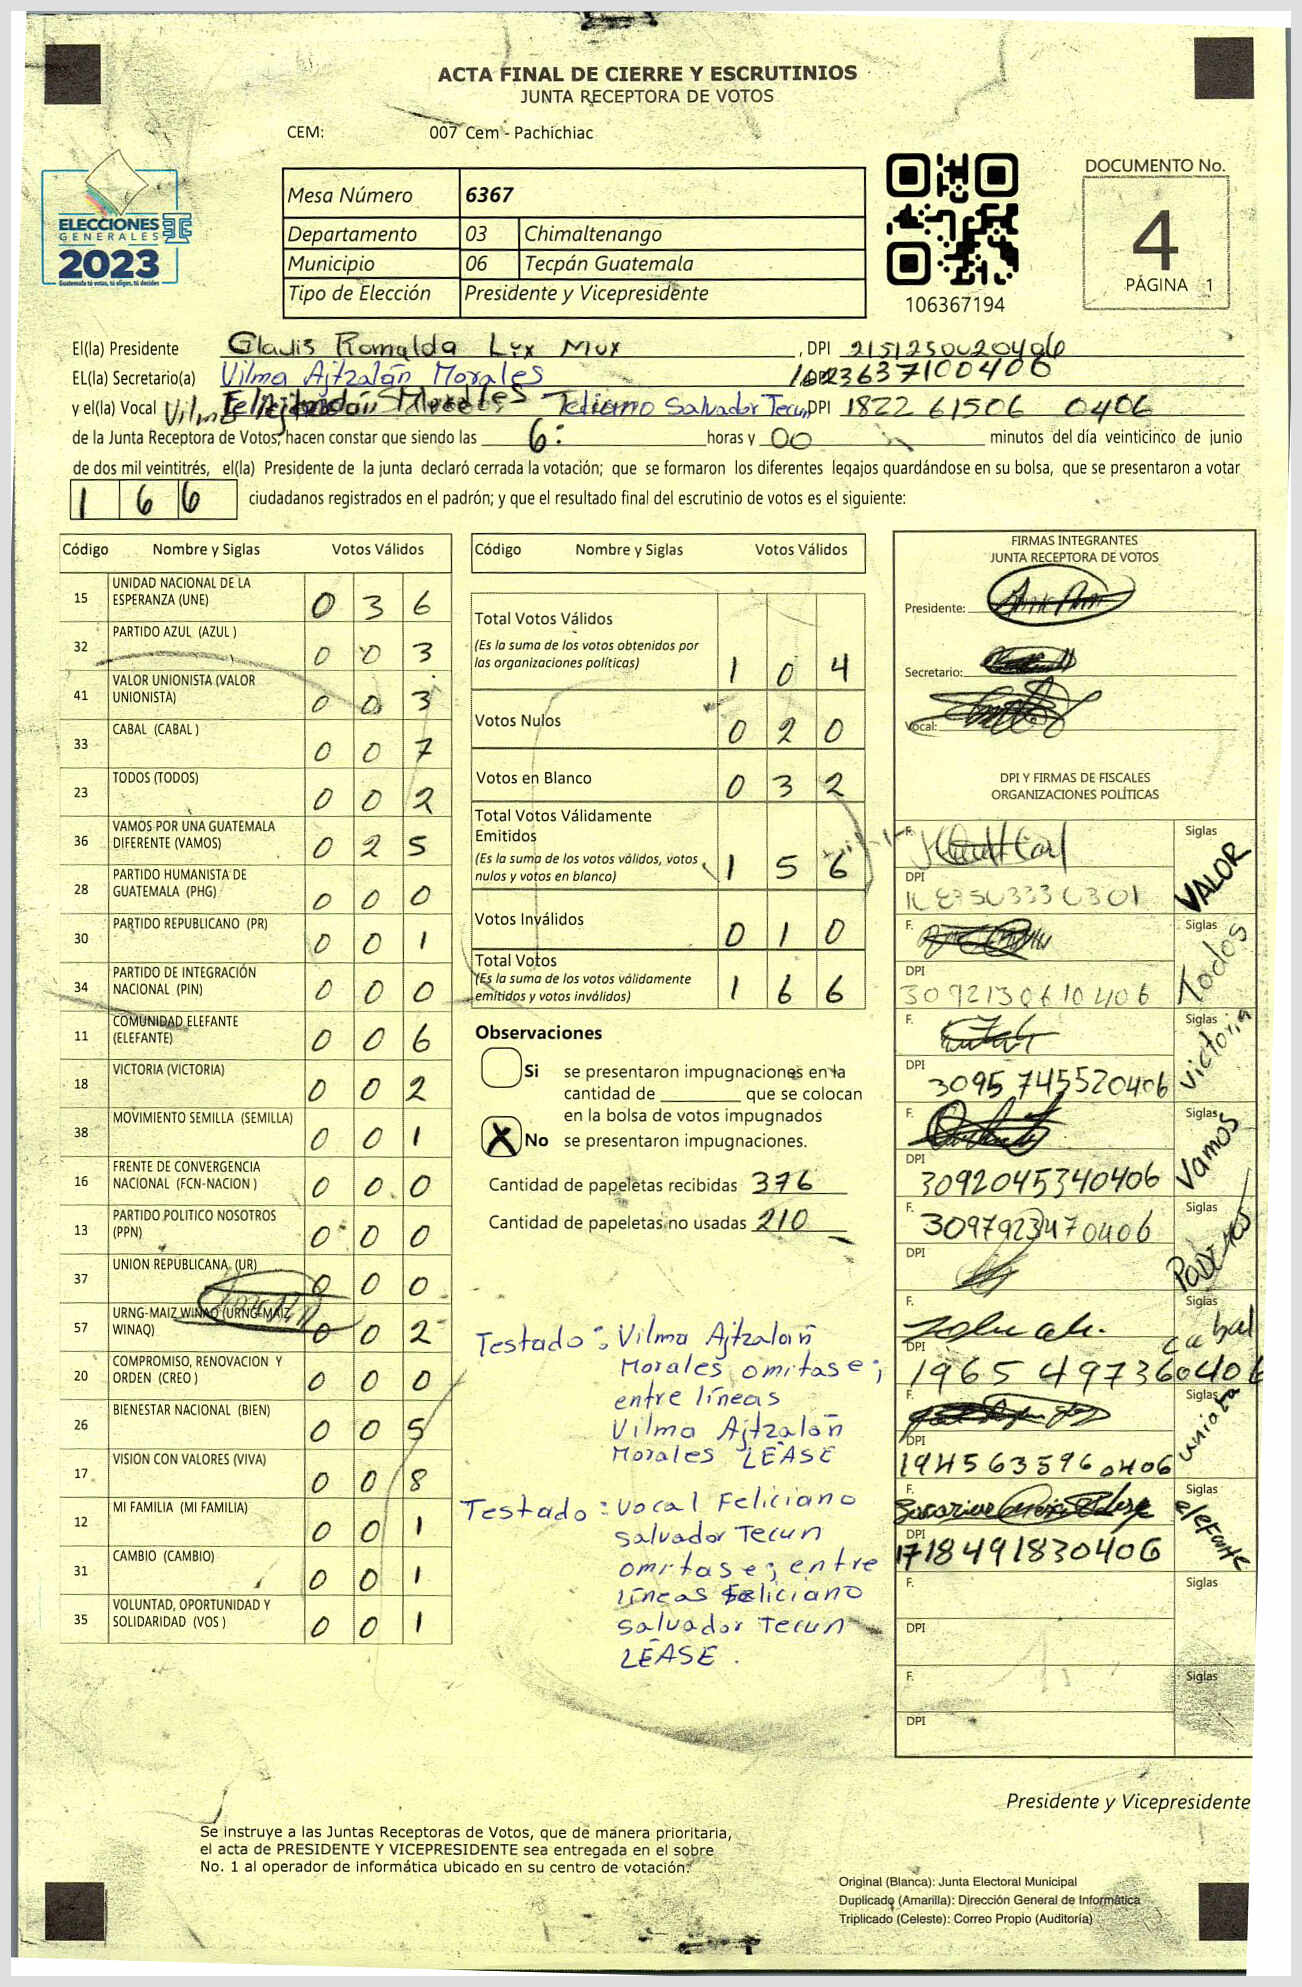 ACTA FINAL DE CIERRE Y ESCRUTINIOS
JUNTA RECEPTORA DE VOTOS
CEM: 007 Cem - Pachichiac
ELECCIONES
GENERALES
2023
Guatemala tú votas, tú eliges, tú decides
Mesa Número 6367
Departamento 03 Chimaltenango
Municipio 06 Tecpán Guatemala
Tipo de Elección Presidente y Vicepresidente
106367194
DOCUMENTO No.
4
PÁGINA 1
El(la) Presidente Gladis Romalda Lux Mux , DPI 2151250020406
EL(la) Secretario(a) Vilma Ajtzalán Morales
y el(la) Vocal Feliciano Salvador Tecun DPI 1822 61506 0406
de la Junta Receptora de Votos, hacen constar que siendo las 6: horas y 00 minutos del día veinticinco de junio
de dos mil veintitrés, el(la) Presidente de la junta declaró cerrada la votación; que se formaron los diferentes legajos guardándose en su bolsa, que se presentaron a votar
166 ciudadanos registrados en el padrón; y que el resultado final del escrutinio de votos es el siguiente:
Código Nombre y Siglas Votos Válidos
15 UNIDAD NACIONAL DE LA ESPERANZA (UNE) 0 3 6
32 PARTIDO AZUL (AZUL ) 0 0 3
41 VALOR UNIONISTA (VALOR UNIONISTA) 0 0 3
33 CABAL (CABAL ) 0 0 7
23 TODOS (TODOS) 0 0 2
36 VAMOS POR UNA GUATEMALA DIFERENTE (VAMOS) 0 2 5
28 PARTIDO HUMANISTA DE GUATEMALA (PHG) 0 0 0
30 PARTIDO REPUBLICANO (PR) 0 0 1
34 PARTIDO DE INTEGRACIÓN NACIONAL (PIN) 0 0 0
11 COMUNIDAD ELEFANTE (ELEFANTE) 0 0 6
18 VICTORIA (VICTORIA) 0 0 2
38 MOVIMIENTO SEMILLA (SEMILLA) 0 0 1
16 FRENTE DE CONVERGENCIA NACIONAL (FCN-NACION ) 0 0 0
13 PARTIDO POLITICO NOSOTROS (PPN) 0 0 0
37 UNION REPUBLICANA (UR) 0 0 0
57 URNG-MAIZ WINAQ (URNG-MAIZ WINAQ) 0 0 2
20 COMPROMISO, RENOVACION Y ORDEN (CREO ) 0 0 0
26 BIENESTAR NACIONAL (BIEN) 0 0 5
17 VISION CON VALORES (VIVA) 0 0 8
12 MI FAMILIA (MI FAMILIA) 0 0 1
31 CAMBIO (CAMBIO) 0 0 1
35 VOLUNTAD, OPORTUNIDAD Y SOLIDARIDAD (VOS ) 0 0 1
Código Nombre y Siglas Votos Válidos
Total Votos Válidos
(Es la suma de los votos obtenidos por
las organizaciones políticas) 1 0 4
Votos Nulos 0 2 0
Votos en Blanco 0 3 2
Total Votos Válidamente
Emitidos
(Es la suma de los votos válidos, votos
nulos y votos en blanco) 1 5 6
Votos Inválidos 0 1 0
Total Votos
(Es la suma de los votos válidamente
emitidos y votos inválidos) 1 6 6
Observaciones
Si se presentaron impugnaciones en la
cantidad de ________ que se colocan
en la bolsa de votos impugnados
X No se presentaron impugnaciones.
Cantidad de papeletas recibidas 376
Cantidad de papeletas no usadas 210
Testado: Vilma Ajtzalán
Morales omitase;
entre líneas
Vilma Ajtzalán
Morales LEASE
Testado: Vocal Feliciano
salvador Tecun
omitase; entre
líneas Feliciano
salvador Tecun
LÉASE.
FIRMAS INTEGRANTES
JUNTA RECEPTORA DE VOTOS
Presidente:
Secretario:
Vocal:
DPI Y FIRMAS DE FISCALES
ORGANIZACIONES POLÍTICAS
F. Siglas VALOR
DPI
F. Siglas Todos
DPI 3092130610406
F. Siglas victoria
DPI 3095 745520406
F. Siglas Vamos
DPI 3092045340406
F. 3097923470406 Siglas
DPI
F. Siglas cabal
DPI 1965 497360406
F. Siglas
DPI 194563596 0406
F. Siglas elefante
DPI 1718491830406
F. Siglas
DPI
F. Siglas
DPI
Presidente y Vicepresidente
Se instruye a las Juntas Receptoras de Votos, que de manera prioritaria,
el acta de PRESIDENTE Y VICEPRESIDENTE sea entregada en el sobre
No. 1 al operador de informática ubicado en su centro de votación.
Original (Blanca): Junta Electoral Municipal
Duplicado (Amarilla): Dirección General de Informática
Triplicado (Celeste): Correo Propio (Auditoría)